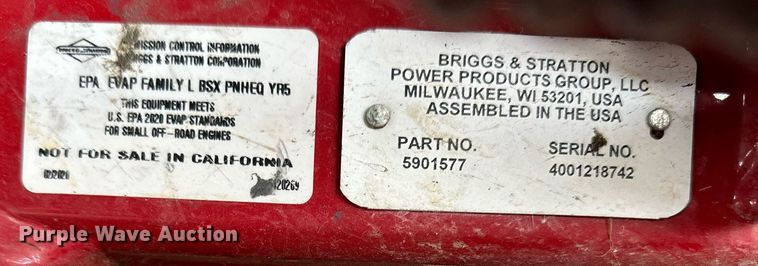 MISSION CONTROL INFORMATION
BRIGGS & STRATTON CORPORATION
EPA EVAP FAMILY L BSX PNHEQ YR5
THIS EQUIPMENT MEETS
U.S. EPA 2020 EVAP STANDARDS
FOR SMALL OFF-ROAD ENGINES
NOT FOR SALE IN CALIFORNIA
BRIGGS & STRATTON
POWER PRODUCTS GROUP, LLC
MILWAUKEE, WI 53201, USA
ASSEMBLED IN THE USA
PART NO.
5901577
SERIAL NO.
4001218742
Purple Wave Auction